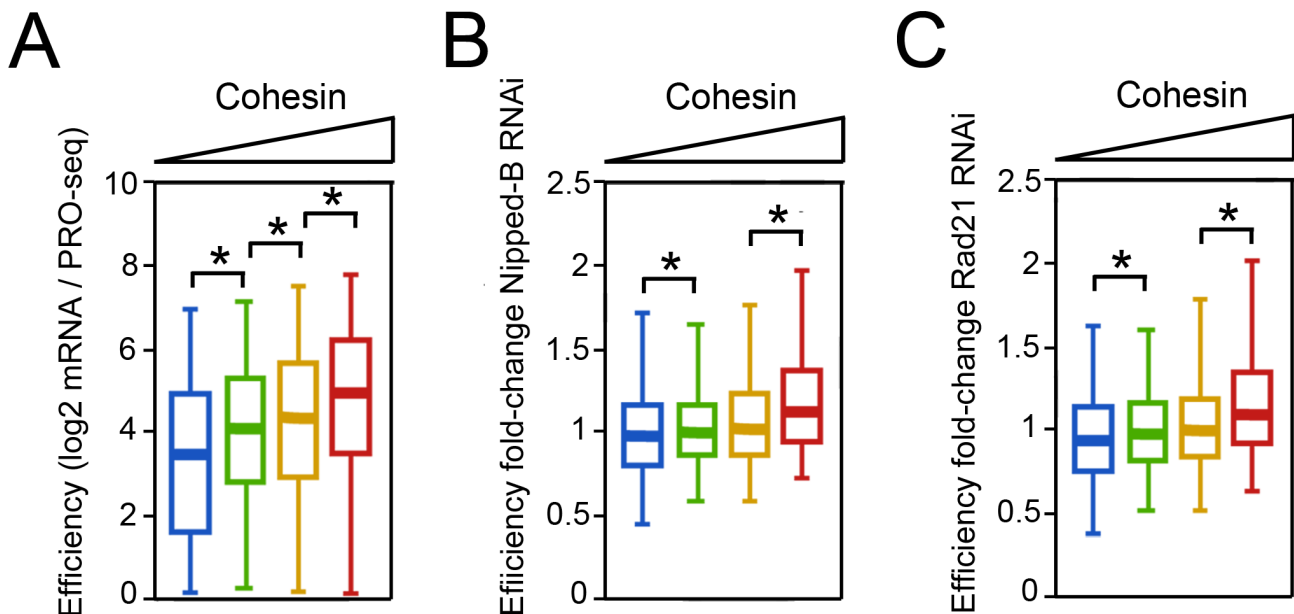 A
Cohesin
Efficiency (log2 mRNA / PRO-seq)
10
8
6
4
2
0
*
*
*
B
Cohesin
Effiiciency fold-change Nipped-B RNAi
2.5
2
1.5
1
0.5
0
*
*
C
Cohesin
Efficiency fold-change Rad21 RNAi
2.5
2
1.5
1
0.5
0
*
*